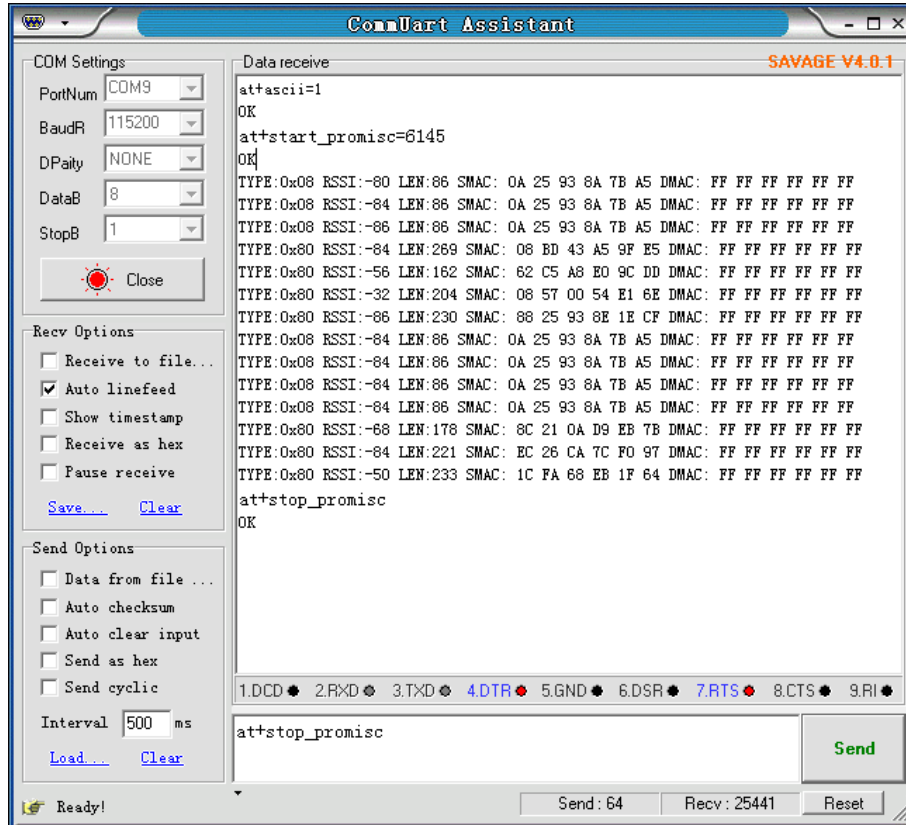 CommUart Assistant
COM Settings
PortNum COM9
BaudR 115200
DPaity NONE
DataB 8
StopB 1
Close
Recv Options
Receive to file...
Auto linefeed
Show timestamp
Receive as hex
Pause receive
Save... Clear
Send Options
Data from file ...
Auto checksum
Auto clear input
Send as hex
Send cyclic
Interval 500 ms
Load... Clear
Data receive SAVAGE V4.0.1
at+ascii=1
OK
at+start_promisc=6145
OK
TYPE:0x08 RSSI:-80 LEN:86 SMAC: 0A 25 93 8A 7B A5 DMAC: FF FF FF FF FF FF
TYPE:0x08 RSSI:-84 LEN:86 SMAC: 0A 25 93 8A 7B A5 DMAC: FF FF FF FF FF FF
TYPE:0x08 RSSI:-86 LEN:86 SMAC: 0A 25 93 8A 7B A5 DMAC: FF FF FF FF FF FF
TYPE:0x80 RSSI:-84 LEN:269 SMAC: 08 BD 43 A5 9F E5 DMAC: FF FF FF FF FF FF
TYPE:0x80 RSSI:-56 LEN:162 SMAC: 62 C5 A8 E0 9C DD DMAC: FF FF FF FF FF FF
TYPE:0x80 RSSI:-32 LEN:204 SMAC: 08 57 00 54 E1 6E DMAC: FF FF FF FF FF FF
TYPE:0x80 RSSI:-86 LEN:230 SMAC: 88 25 93 8E 1E CF DMAC: FF FF FF FF FF FF
TYPE:0x08 RSSI:-84 LEN:86 SMAC: 0A 25 93 8A 7B A5 DMAC: FF FF FF FF FF FF
TYPE:0x08 RSSI:-84 LEN:86 SMAC: 0A 25 93 8A 7B A5 DMAC: FF FF FF FF FF FF
TYPE:0x08 RSSI:-84 LEN:86 SMAC: 0A 25 93 8A 7B A5 DMAC: FF FF FF FF FF FF
TYPE:0x08 RSSI:-84 LEN:86 SMAC: 0A 25 93 8A 7B A5 DMAC: FF FF FF FF FF FF
TYPE:0x80 RSSI:-68 LEN:178 SMAC: 8C 21 0A D9 EB 7B DMAC: FF FF FF FF FF FF
TYPE:0x80 RSSI:-84 LEN:221 SMAC: EC 26 CA 7C F0 97 DMAC: FF FF FF FF FF FF
TYPE:0x80 RSSI:-50 LEN:233 SMAC: 1C FA 68 EB 1F 64 DMAC: FF FF FF FF FF FF
at+stop_promisc
OK
1.DCD 2.RXD 3.TXD 4.DTR 5.GND 6.DSR 7.RTS 8.CTS 9.RI
at+stop_promisc
Send
Ready! Send : 64 Recv : 25441 Reset